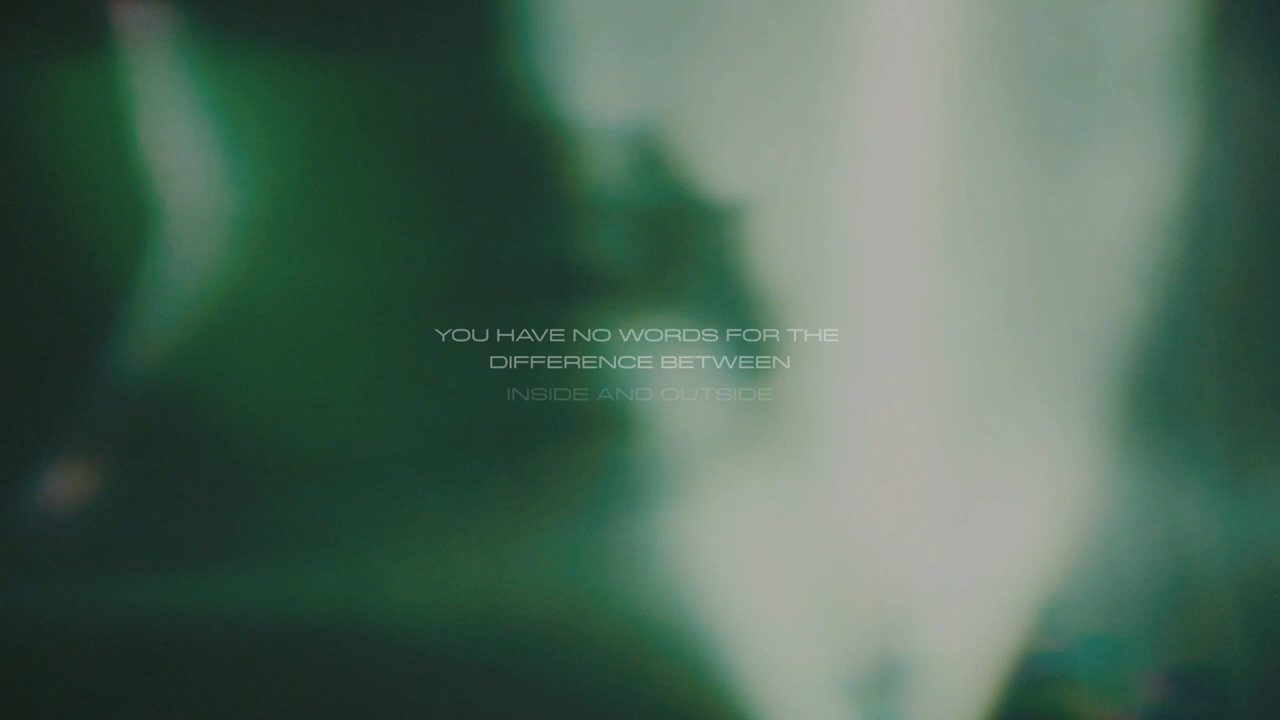 YOU HAVE NO WORDS FOR THE
DIFFERENCE BETWEEN
INSIDE AND OUTSIDE